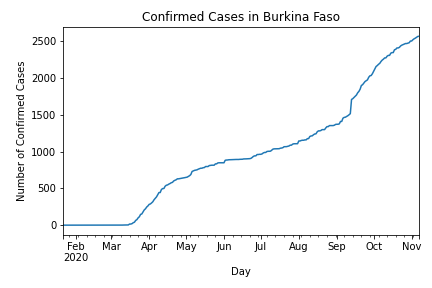 Confirmed Cases in Burkina Faso
Number of Confirmed Cases
2500
2000
1500
1000
500
0
Feb Mar Apr May Jun Jul Aug Sep Oct Nov
2020
Day